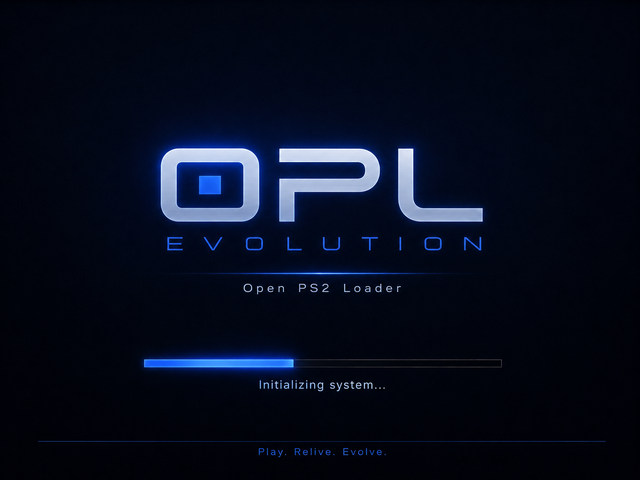 OPL
EVOLUTION
Open PS2 Loader
Initializing system...
Play. Relive. Evolve.